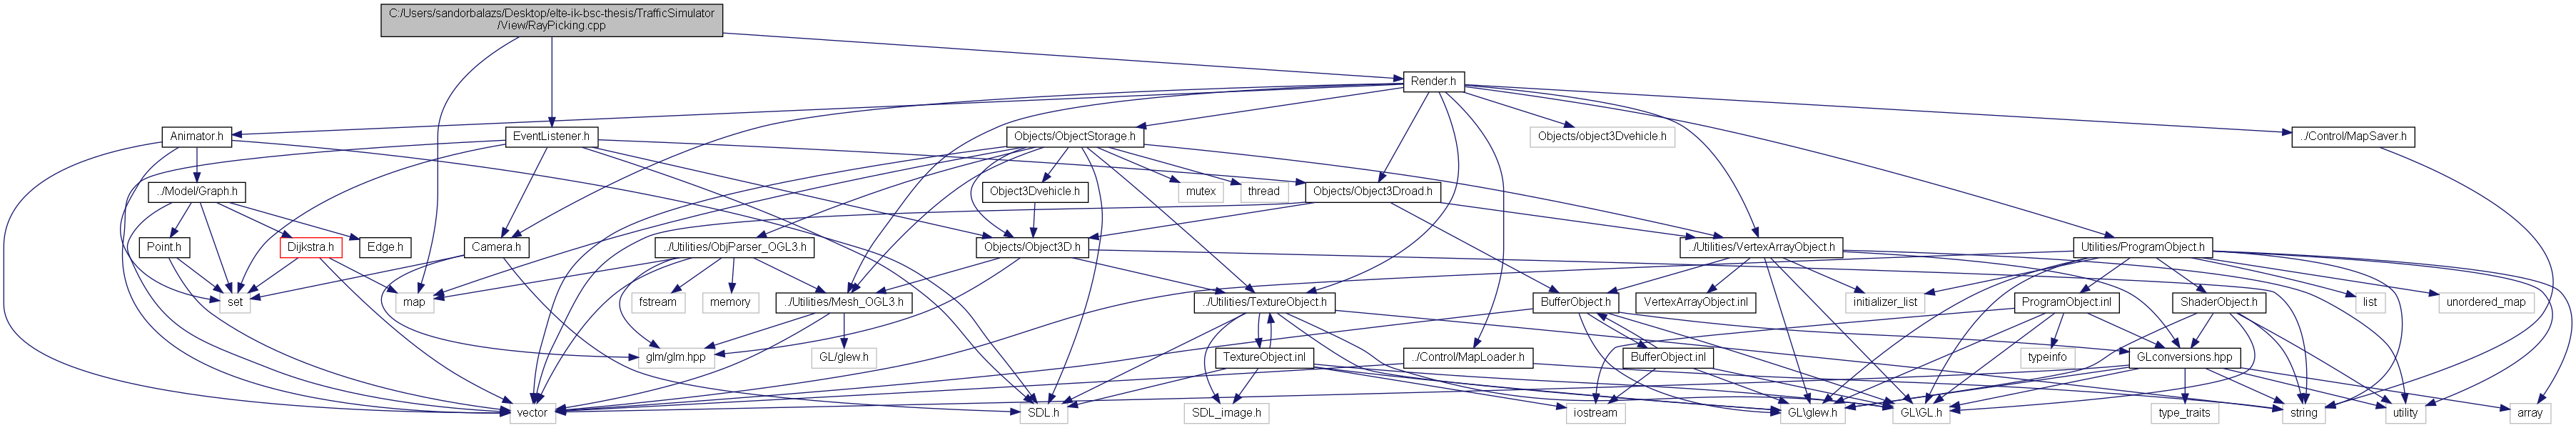 C:/Users/sandorbalazs/Desktop/elte-ik-bsc-thesis/TrafficSimulator
/View/RayPicking.cpp
Render.h
Animator.h
EventListener.h
Objects/ObjectStorage.h
Objects/object3Dvehicle.h
../Control/MapSaver.h
../Model/Graph.h
Object3Dvehicle.h
mutex
thread
Objects/Object3Droad.h
Point.h
Dijkstra.h
Edge.h
Camera.h
../Utilities/ObjParser_OGL3.h
Objects/Object3D.h
../Utilities/VertexArrayObject.h
Utilities/ProgramObject.h
set
map
fstream
memory
../Utilities/Mesh_OGL3.h
../Utilities/TextureObject.h
BufferObject.h
VertexArrayObject.inl
initializer_list
ProgramObject.inl
ShaderObject.h
list
unordered_map
glm/glm.hpp
GL/glew.h
TextureObject.inl
../Control/MapLoader.h
BufferObject.inl
typeinfo
GLconversions.hpp
vector
SDL.h
SDL_image.h
iostream
GL\glew.h
GL\GL.h
type_traits
string
utility
array